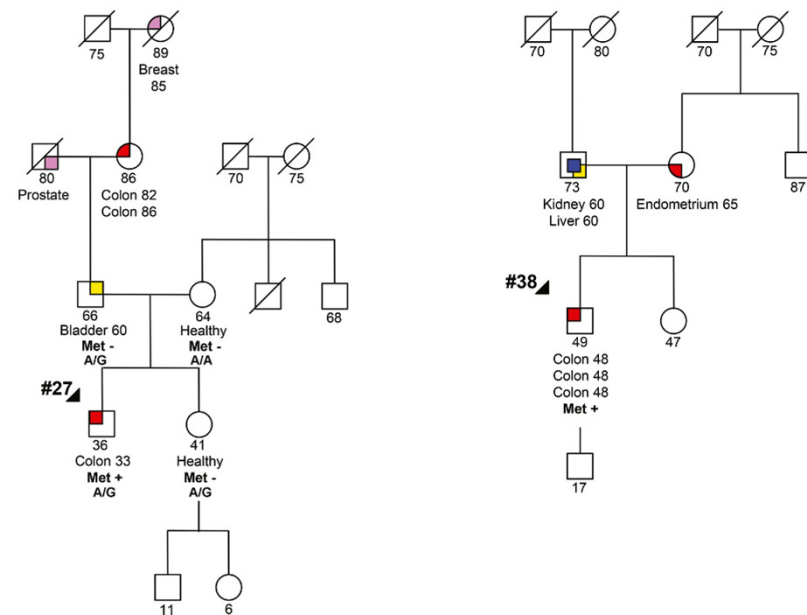 75
89
Breast
85
80
Prostate
86
Colon 82
Colon 86
70
75
66
Bladder 60
Met -
A/G
64
Healthy
Met -
A/A
68
#27
36
Colon 33
Met +
A/G
41
Healthy
Met -
A/G
11
6
70
80
70
75
73
Kidney 60
Liver 60
70
Endometrium 65
87
#38
49
Colon 48
Colon 48
Colon 48
Met +
47
17